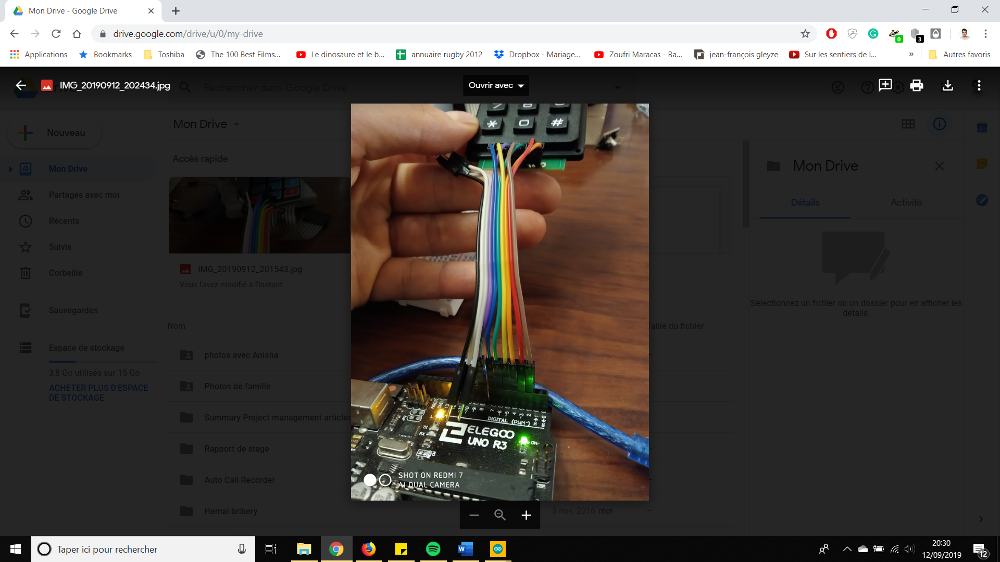 Mon Drive - Google Drive
drive.google.com/drive/u/0/my-drive
Applications
Bookmarks
Toshiba
The 100 Best Films...
Le dinosaure et le b...
annuaire rugby 2012
Dropbox - Mariage...
Zoufri Maracas - Ba...
jean-françois gleyze
Sur les sentiers de l...
»
Autres favoris
0
3
IMG_20190912_202434.jpg
Rechercher dans Google Drive
Ouvrir avec
Nouveau
Mon Drive
Partagés avec moi
Récents
Suivis
Corbeille
Sauvegardes
Espace de stockage
3,8 Go utilisés sur 15 Go
ACHETER PLUS D'ESPACE
DE STOCKAGE
Mon Drive
Accès rapide
IMG_20190912_201543.jpg
Vous l'avez modifié à l'instant
Nom
Taille du fichier
photos avec Anisha
Photos de famille
Summary Project management articles
Rapport de stage
Auto Call Recorder
Hemal bribery
3 nov. 2016 moi
* 0 #
DIGITAL (PWM~)
ELEGOO
UNO R3
ON
TX
RX
L
SHOT ON REDMI 7
AI DUAL CAMERA
Mon Drive
Détails
Activité
Sélectionnez un fichier ou un dossier pour en afficher les
détails.
31
Taper ici pour rechercher
20:30
12/09/2019
12